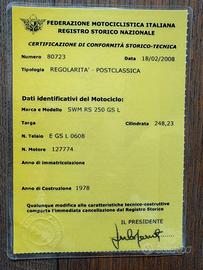 FEDERAZIONE MOTOCICLISTICA ITALIANA
REGISTRO STORICO NAZIONALE
CERTIFICAZIONE DI CONFORMITÀ STORICO-TECNICA
Numero 80723 Data 18/02/2008
Tipologia REGOLARITA' - POSTCLASSICA
Dati identificativi del Motociclo:
Marca e Modello SWM RS 250 GS L
Targa Cilindrata 248,23
N. Telaio E GS L 0608
N. Motore 127774
Anno di immatricolazione
Anno di Costruzione 1978
Qualunque modifica alle caratteristiche tecnico-costruttive
comporta l'immediata cancellazione dal Registro Storico
IL PRESIDENTE
subito.it